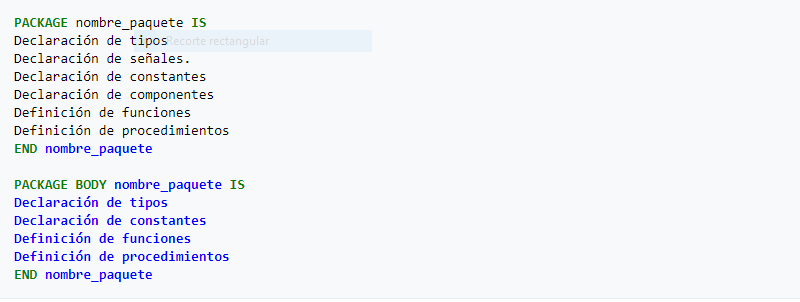 PACKAGE nombre_paquete IS
Declaración de tipos
Recorte rectangular
Declaración de señales.
Declaración de constantes
Declaración de componentes
Definición de funciones
Definición de procedimientos
END nombre_paquete
PACKAGE BODY nombre_paquete IS
Declaración de tipos
Declaración de constantes
Definición de funciones
Definición de procedimientos
END nombre_paquete